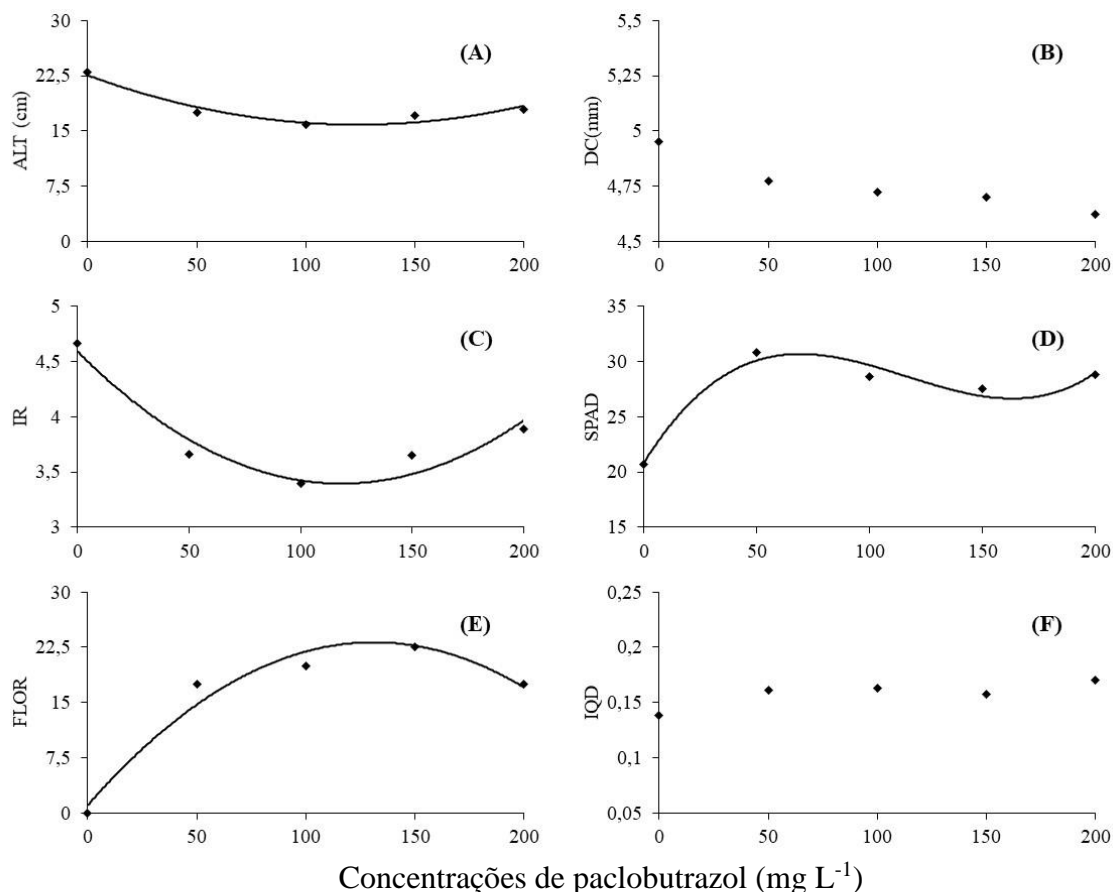 (A)
ALT (cm)
30
22,5
15
7,5
0
0 50 100 150 200
(B)
DC(mm)
5,5
5,25
5
4,75
4,5
0 50 100 150 200
(C)
IR
5
4,5
4
3,5
3
0 50 100 150 200
(D)
SPAD
35
30
25
20
15
0 50 100 150 200
(E)
FLOR
30
22,5
15
7,5
0
0 50 100 150 200
(F)
IQD
0,25
0,2
0,15
0,1
0,05
0 50 100 150 200
Concentrações de paclobutrazol (mg L-1)